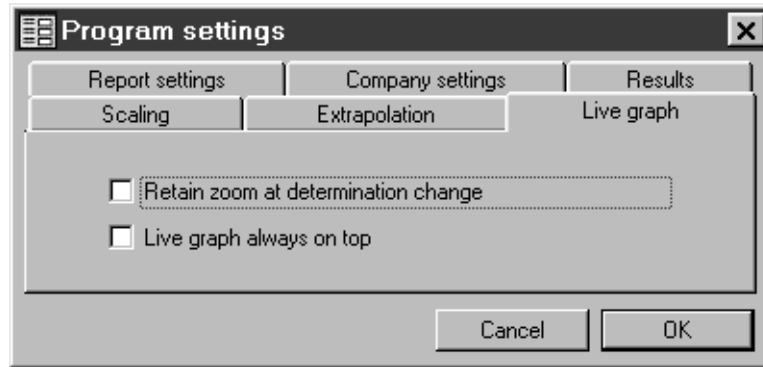 Program settings
Report settings Company settings Results
Scaling Extrapolation Live graph
Retain zoom at determination change
Live graph always on top
Cancel OK